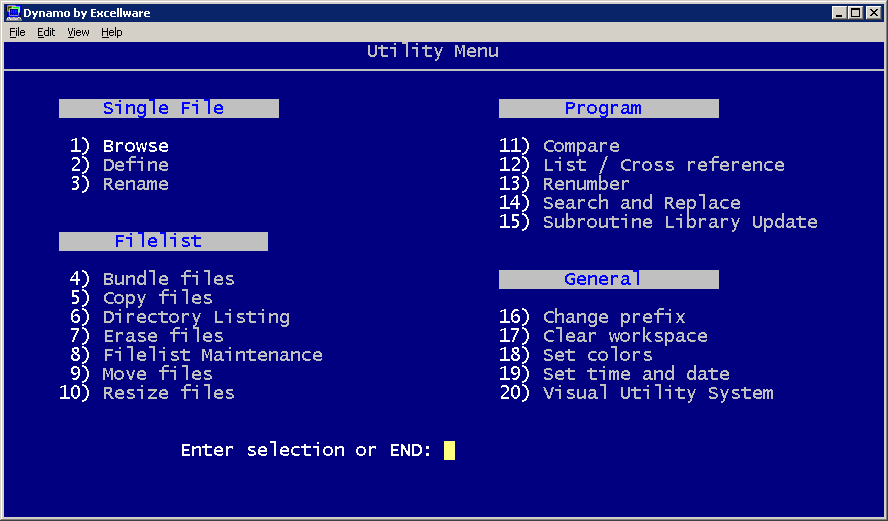 Dynamo by Excellware
File Edit View Help
Utility Menu
Single File
1) Browse
2) Define
3) Rename
Filelist
4) Bundle files
5) Copy files
6) Directory Listing
7) Erase files
8) Filelist Maintenance
9) Move files
10) Resize files
Program
11) Compare
12) List / Cross reference
13) Renumber
14) Search and Replace
15) Subroutine Library Update
General
16) Change prefix
17) Clear workspace
18) Set colors
19) Set time and date
20) Visual Utility System
Enter selection or END: